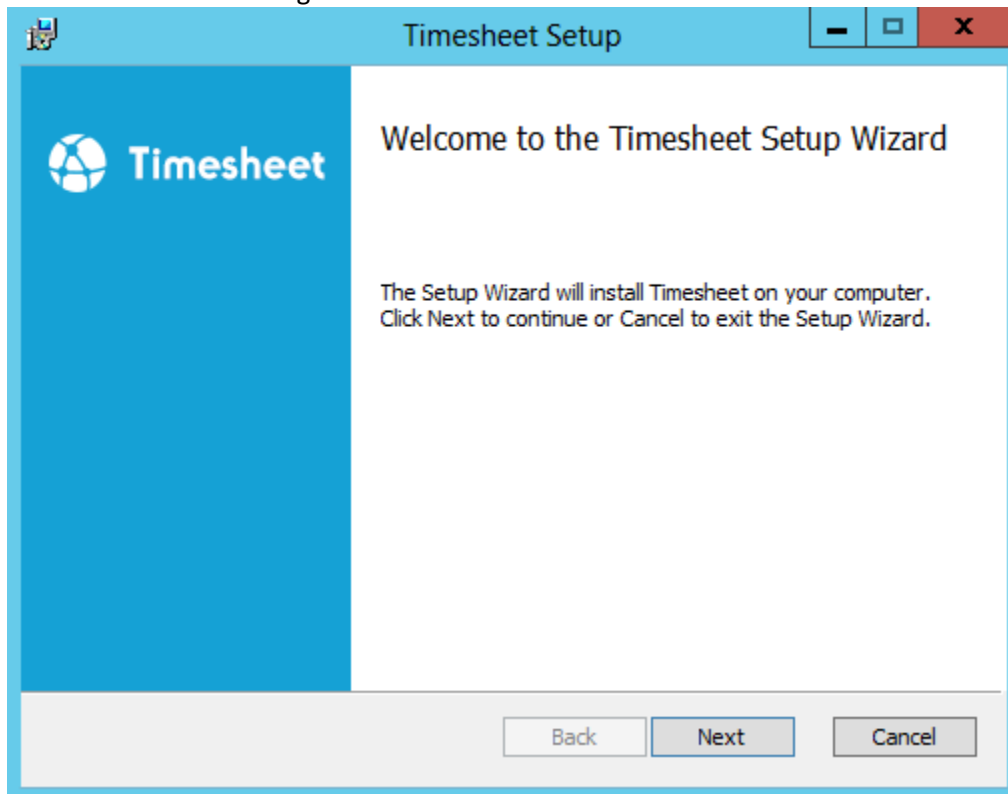 Timesheet Setup
Timesheet
Welcome to the Timesheet Setup Wizard
The Setup Wizard will install Timesheet on your computer.
Click Next to continue or Cancel to exit the Setup Wizard.
Back Next Cancel